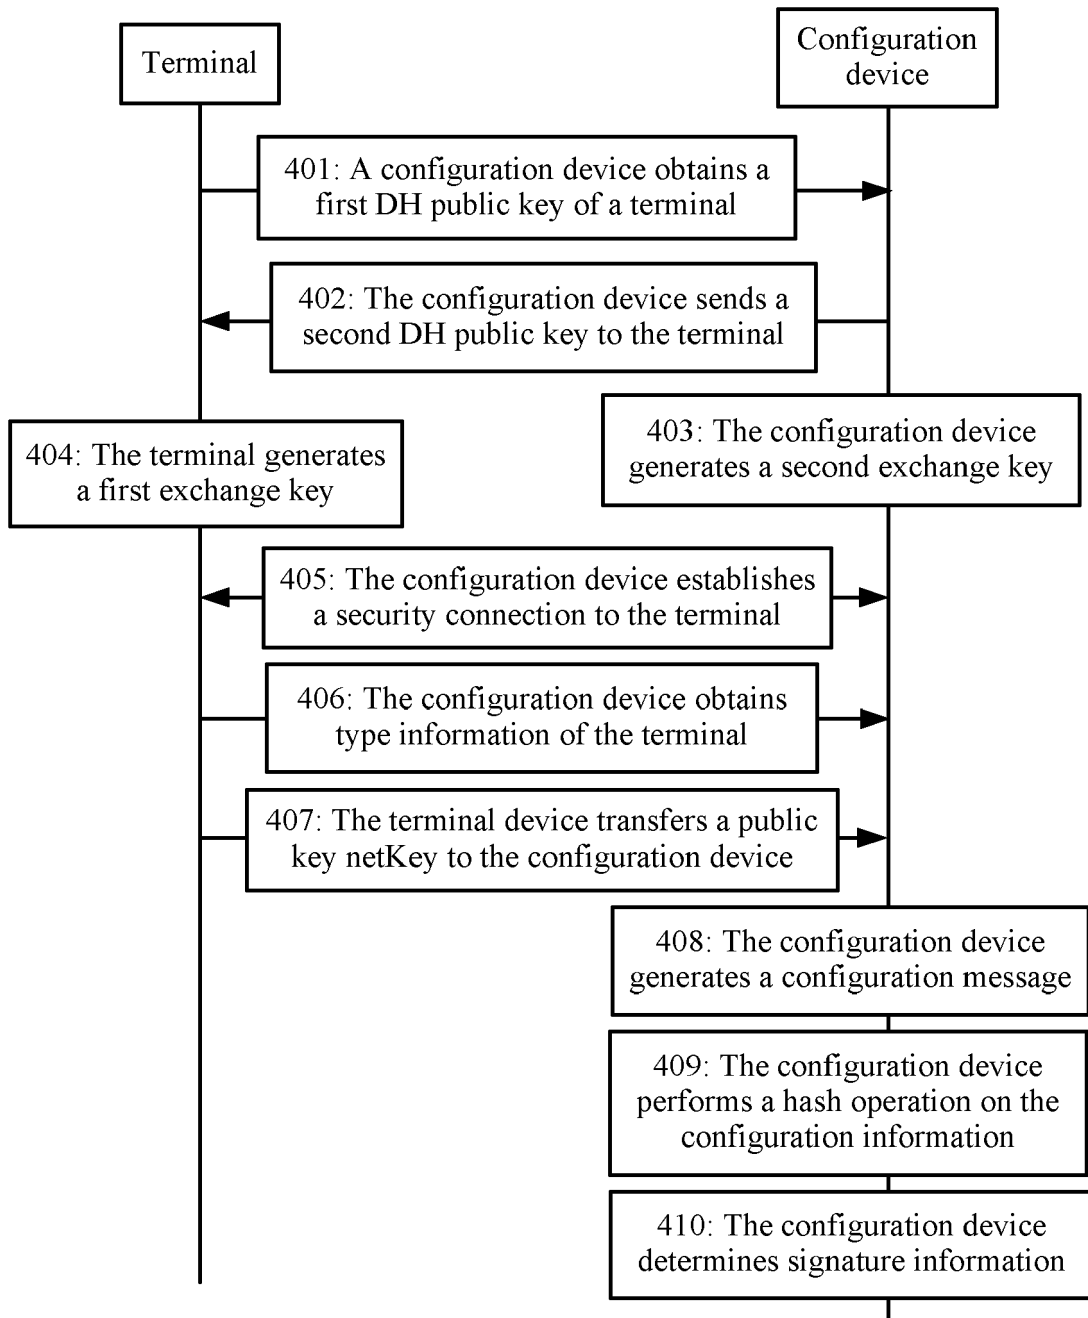 Terminal
Configuration
device
401: A configuration device obtains a
first DH public key of a terminal
402: The configuration device sends a
second DH public key to the terminal
403: The configuration device
generates a second exchange key
404: The terminal generates
a first exchange key
405: The configuration device establishes
a security connection to the terminal
406: The configuration device obtains
type information of the terminal
407: The terminal device transfers a public
key netKey to the configuration device
408: The configuration device
generates a configuration message
409: The configuration device
performs a hash operation on the
configuration information
410: The configuration device
determines signature information